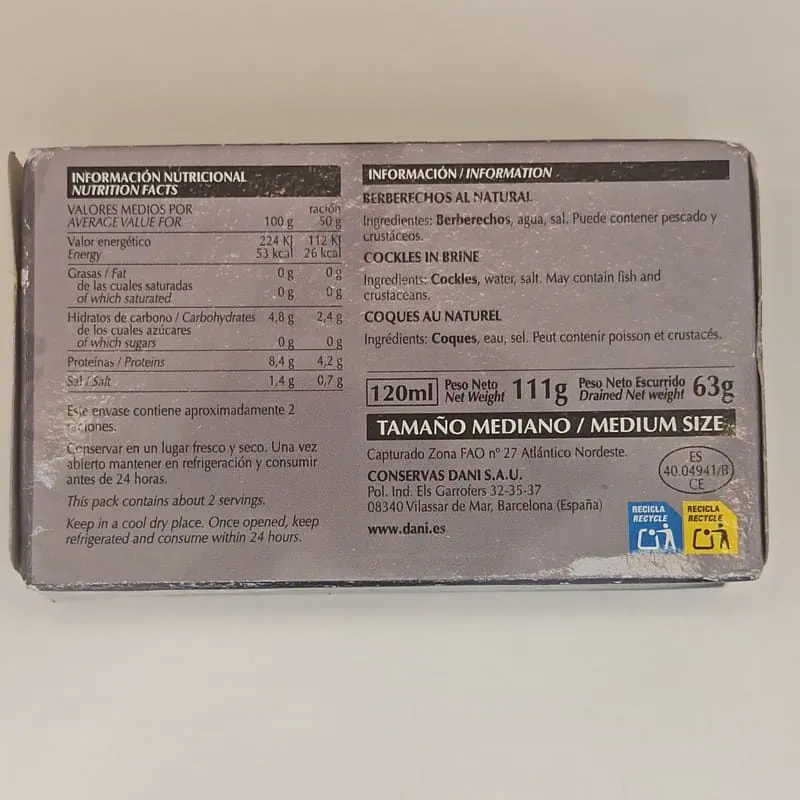 INFORMACIÓN NUTRICIONAL
NUTRITION FACTS
VALORES MEDIOS POR ración
AVERAGE VALUE FOR 100 g 50 g
Valor energético 224 KJ 112 KJ
Energy 53 kcal 26 kcal
Grasas / Fat 0 g 0 g
de las cuales saturadas
of which saturated 0 g 0 g
Hidratos de carbono / Carbohydrates 4,8 g 2,4 g
de los cuales azúcares
of which sugars 0 g 0 g
Proteínas / Proteins 8,4 g 4,2 g
Sal / Salt 1,4 g 0,7 g
Este envase contiene aproximadamente 2
raciones.
Conservar en un lugar fresco y seco. Una vez
abierto mantener en refrigeración y consumir
antes de 24 horas.
This pack contains about 2 servings.
Keep in a cool dry place. Once opened, keep
refrigerated and consume within 24 hours.
INFORMACIÓN / INFORMATION
BERBERECHOS AL NATURAL
Ingredientes: Berberechos, agua, sal. Puede contener pescado y
crustáceos.
COCKLES IN BRINE
Ingredients: Cockles, water, salt. May contain fish and
crustaceans.
COQUES AU NATUREL
Ingrédients: Coques, eau, sel. Peut contenir poisson et crustacés.
120ml Peso Neto 111g Peso Neto Escurrido 63g
Net Weight Drained Net weight
TAMAÑO MEDIANO / MEDIUM SIZE
Capturado Zona FAO nº 27 Atlántico Nordeste.
CONSERVAS DANI S.A.U.
Pol. Ind. Els Garrofers 32-35-37
08340 Vilassar de Mar, Barcelona (España)
www.dani.es
ES
40.04941/B
CE
RECICLA
RECYCLE
RECICLA
RECYCLE